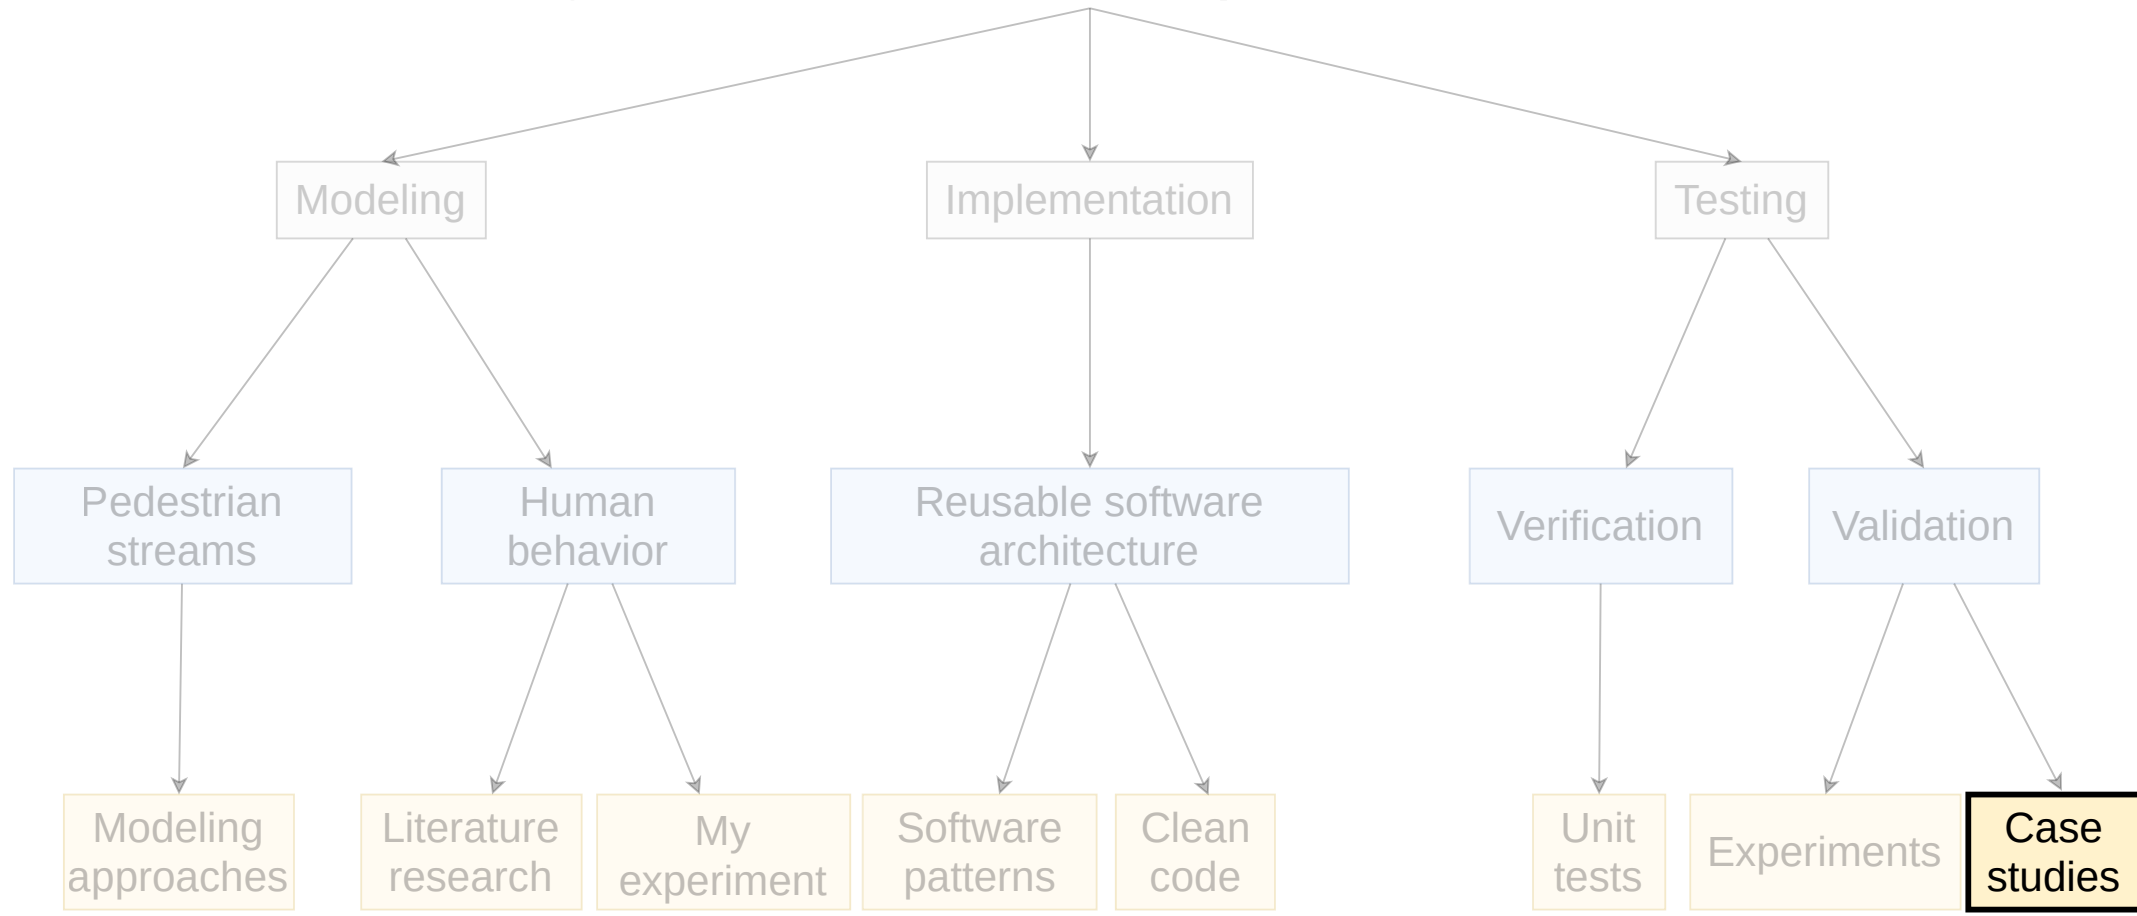 Modeling
Implementation
Testing
Pedestrian
streams
Human
behavior
Reusable software
architecture
Verification
Validation
Modeling
approaches
Literature
research
My
experiment
Software
patterns
Clean
code
Unit
tests
Experiments
Case
studies